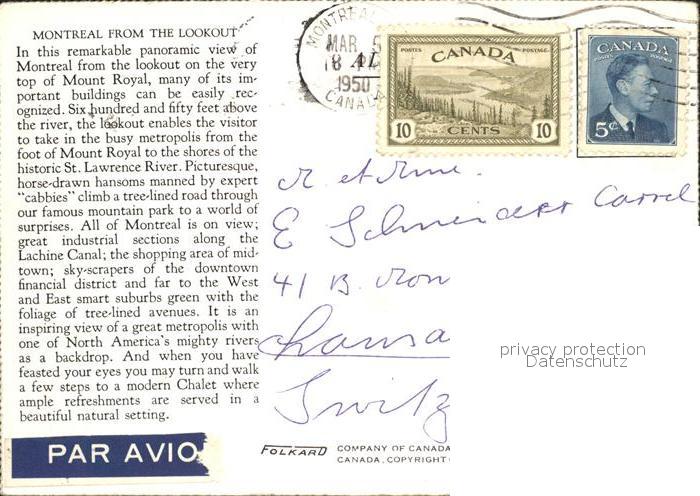 MONTREAL FROM THE LOOKOUT
In this remarkable panoramic view of
Montreal from the lookout on the very
top of Mount Royal, many of its im-
portant buildings can be easily rec-
ognized. Six hundred and fifty feet above
the river, the lookout enables the visitor
to take in the busy metropolis from the
foot of Mount Royal to the shores of the
historic St. Lawrence River. Picturesque,
horse-drawn hansoms manned by expert
"cabbies" climb a tree-lined road through
our famous mountain park to a world of
surprises. All of Montreal is on view;
great industrial sections along the
Lachine Canal; the shopping area of mid-
town; sky-scrapers of the downtown
financial district and far to the West
and East smart suburbs green with the
foliage of tree-lined avenues. It is an
inspiring view of a great metropolis with
one of North America's mighty rivers
as a backdrop. And when you have
feasted your eyes you may turn and walk
a few steps to a modern Chalet where
ample refreshments are served in a
beautiful natural setting.
PAR AVIO
MONTREAL
MAR 5
1950
CANADA
POSTES POSTAGE
CANADA
10 CENTS 10
CANADA
POSTES POSTAGE
5¢
et Mme.
E Schneider
41 B.
Lausa
Switz
privacy protection
Datenschutz
FOLKARD COMPANY OF CANADA
CANADA, COPYRIGHT